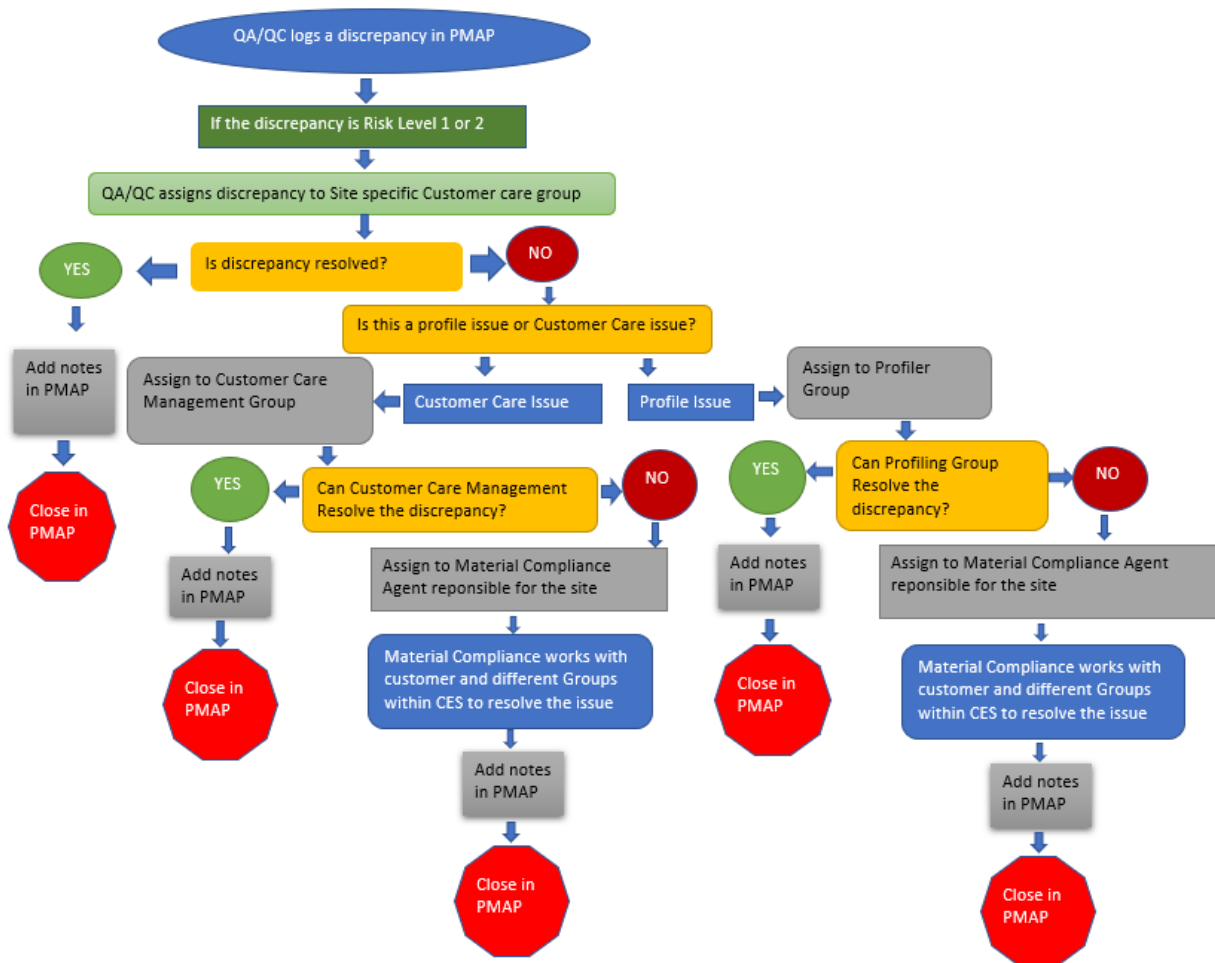 QA/QC logs a discrepancy in PMAP
If the discrepancy is Risk Level 1 or 2
QA/QC assigns discrepancy to Site specific Customer care group
YES
Is discrepancy resolved?
NO
Add notes
in PMAP
Close in
PMAP
Is this a profile issue or Customer Care issue?
Assign to Customer Care
Management Group
Customer Care Issue
Profile Issue
Assign to Profiler
Group
YES
Can Customer Care Management
Resolve the discrepancy?
NO
Add notes
in PMAP
Close in
PMAP
Assign to Material Compliance
Agent reponsible for the site
Material Compliance works with
customer and different Groups
within CES to resolve the issue
Add notes
in PMAP
Close in
PMAP
YES
Can Profiling Group
Resolve the
discrepancy?
NO
Add notes
in PMAP
Close in
PMAP
Assign to Material Compliance Agent
reponsible for the site
Material Compliance works with
customer and different Groups
within CES to resolve the issue
Add notes
in PMAP
Close in
PMAP